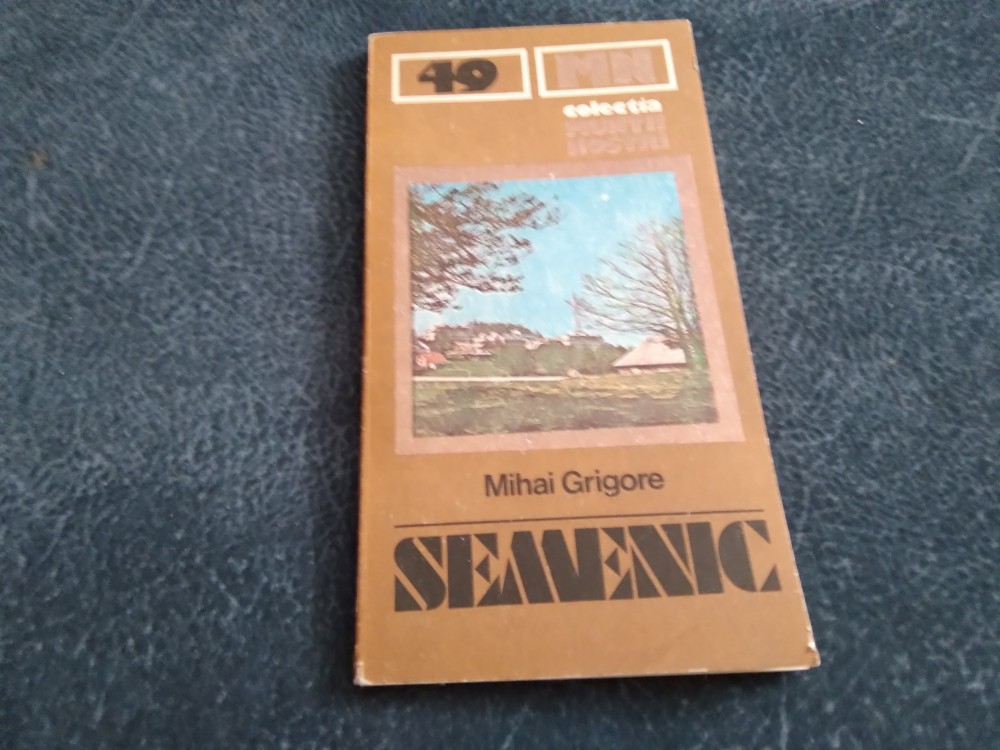 49
MN
colecția
MUNȚII
NOȘTRI
Mihai Grigore
SEMENIC